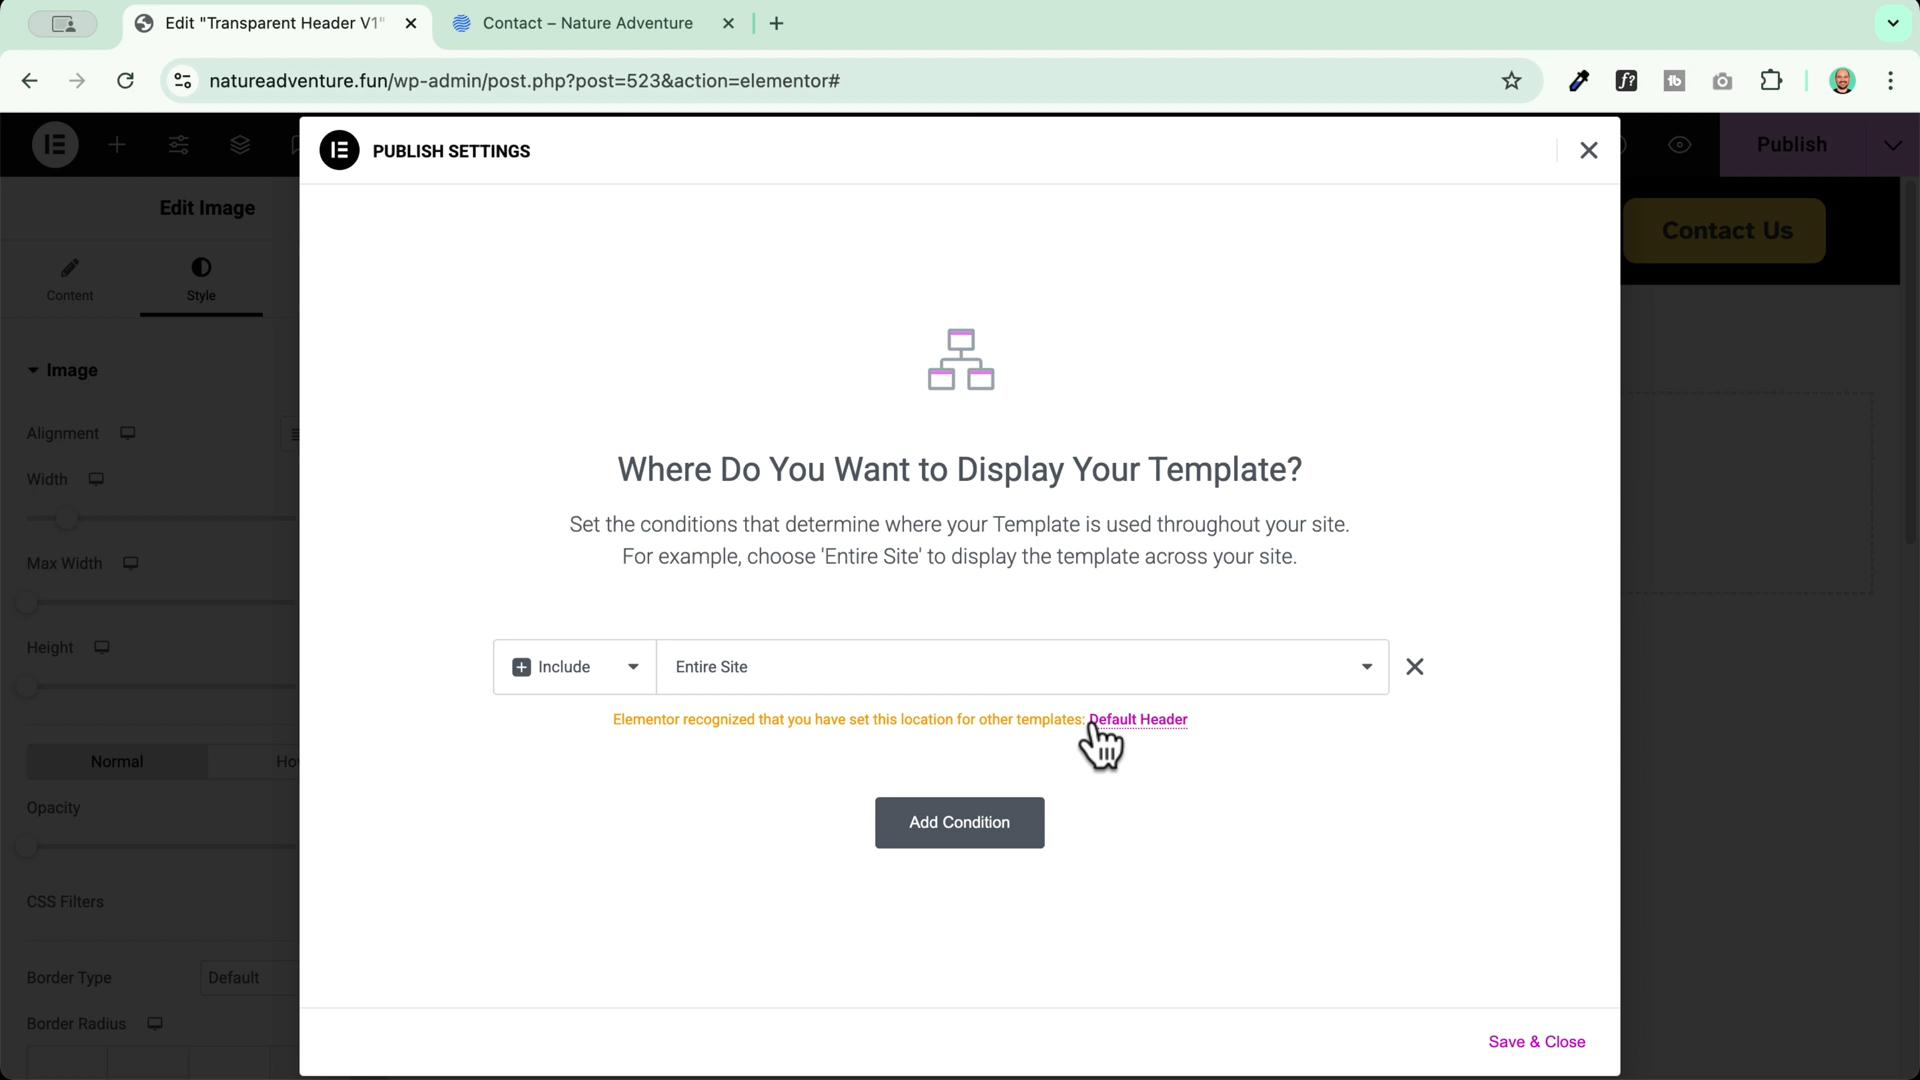 Edit "Transparent Header V1"
Contact – Nature Adventure
natureadventure.fun/wp-admin/post.php?post=523&action=elementor#
PUBLISH SETTINGS
Publish
Edit Image
Contact Us
Content
Style
Image
Alignment
Width
Max Width
Height
Normal
Opacity
CSS Filters
Border Type
Default
Border Radius
Where Do You Want to Display Your Template?
Set the conditions that determine where your Template is used throughout your site.
For example, choose 'Entire Site' to display the template across your site.
Include
Entire Site
Elementor recognized that you have set this location for other templates: Default Header
Add Condition
Save & Close